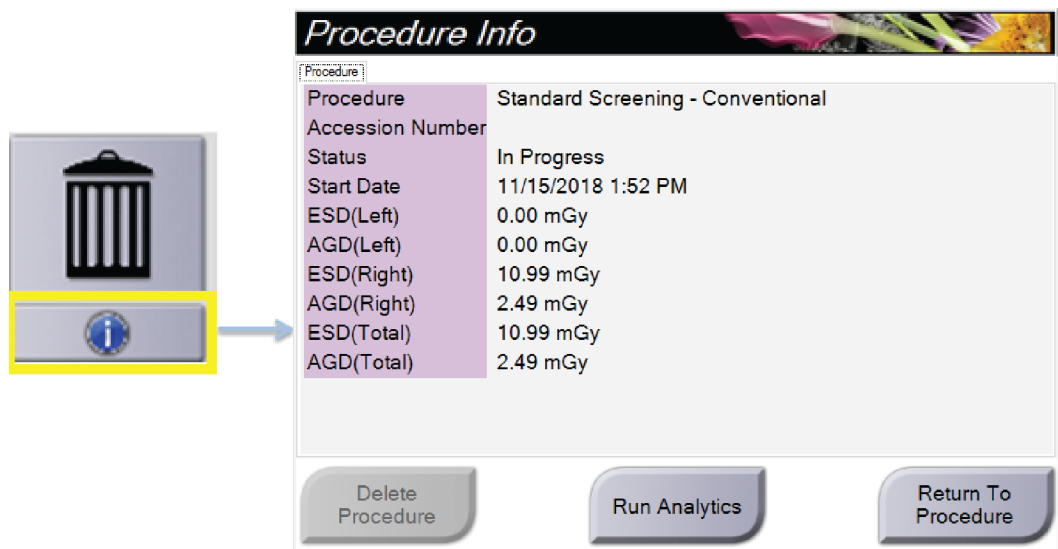 Procedure Info
Procedure
Procedure Standard Screening - Conventional
Accession Number
Status In Progress
Start Date 11/15/2018 1:52 PM
ESD(Left) 0.00 mGy
AGD(Left) 0.00 mGy
ESD(Right) 10.99 mGy
AGD(Right) 2.49 mGy
ESD(Total) 10.99 mGy
AGD(Total) 2.49 mGy
Delete
Procedure
Run Analytics
Return To
Procedure